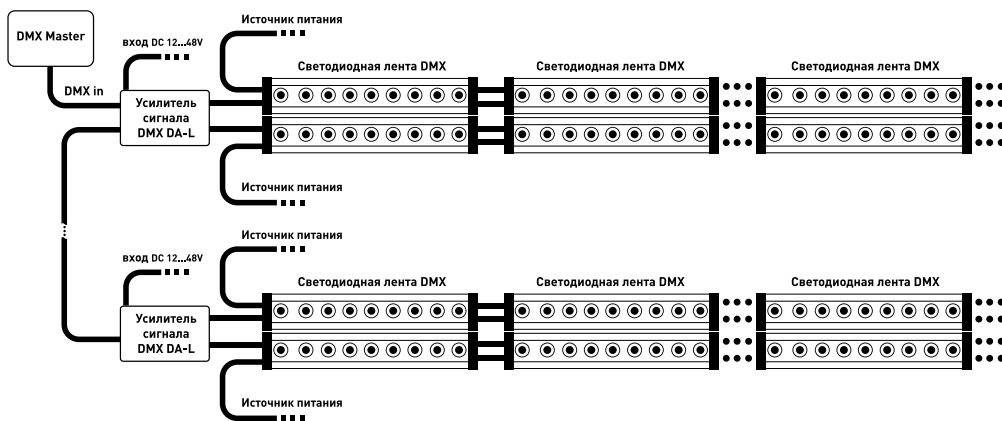 DMX Master
Источник питания
вход DC 12...48V
Светодиодная лента DMX
Светодиодная лента DMX
Светодиодная лента DMX
DMX in
Усилитель
сигнала
DMX DA-L
Источник питания
Источник питания
вход DC 12...48V
Светодиодная лента DMX
Светодиодная лента DMX
Светодиодная лента DMX
Усилитель
сигнала
DMX DA-L
Источник питания